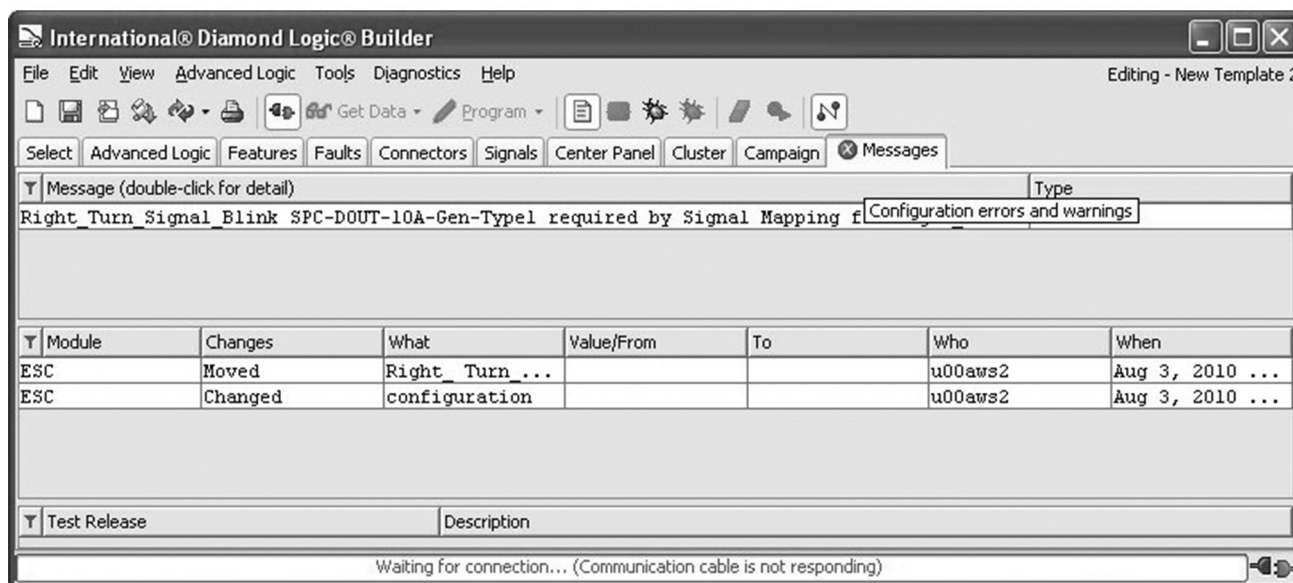 International® Diamond Logic® Builder
File Edit View Advanced Logic Tools Diagnostics Help Editing - New Template
Get Data Program
Select Advanced Logic Features Faults Connectors Signals Center Panel Cluster Campaign Messages
Message (double-click for detail) Type
Right_Turn_Signal_Blink SPC-DOUT-10A-Gen-Type1 required by Signal Mapping
Configuration errors and warnings
Module Changes What Value/From To Who When
ESC Moved Right_ Turn_... u00aws2 Aug 3, 2010 ...
ESC Changed configuration u00aws2 Aug 3, 2010 ...
Test Release Description
Waiting for connection... (Communication cable is not responding)